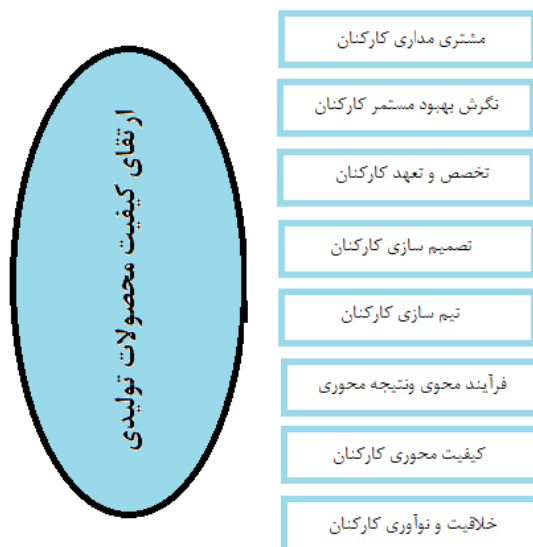 مشتری مداری کارکنان
نگرش بهبود مستمر کارکنان
تخصص و تعهد کارکنان
تصمیم سازی کارکنان
تیم سازی کارکنان
فرآیند محوی ونتیجه محوری
کیفیت محوری کارکنان
خلاقیت و نوآوری کارکنان
ارتقای کیفیت محصولات تولیدی